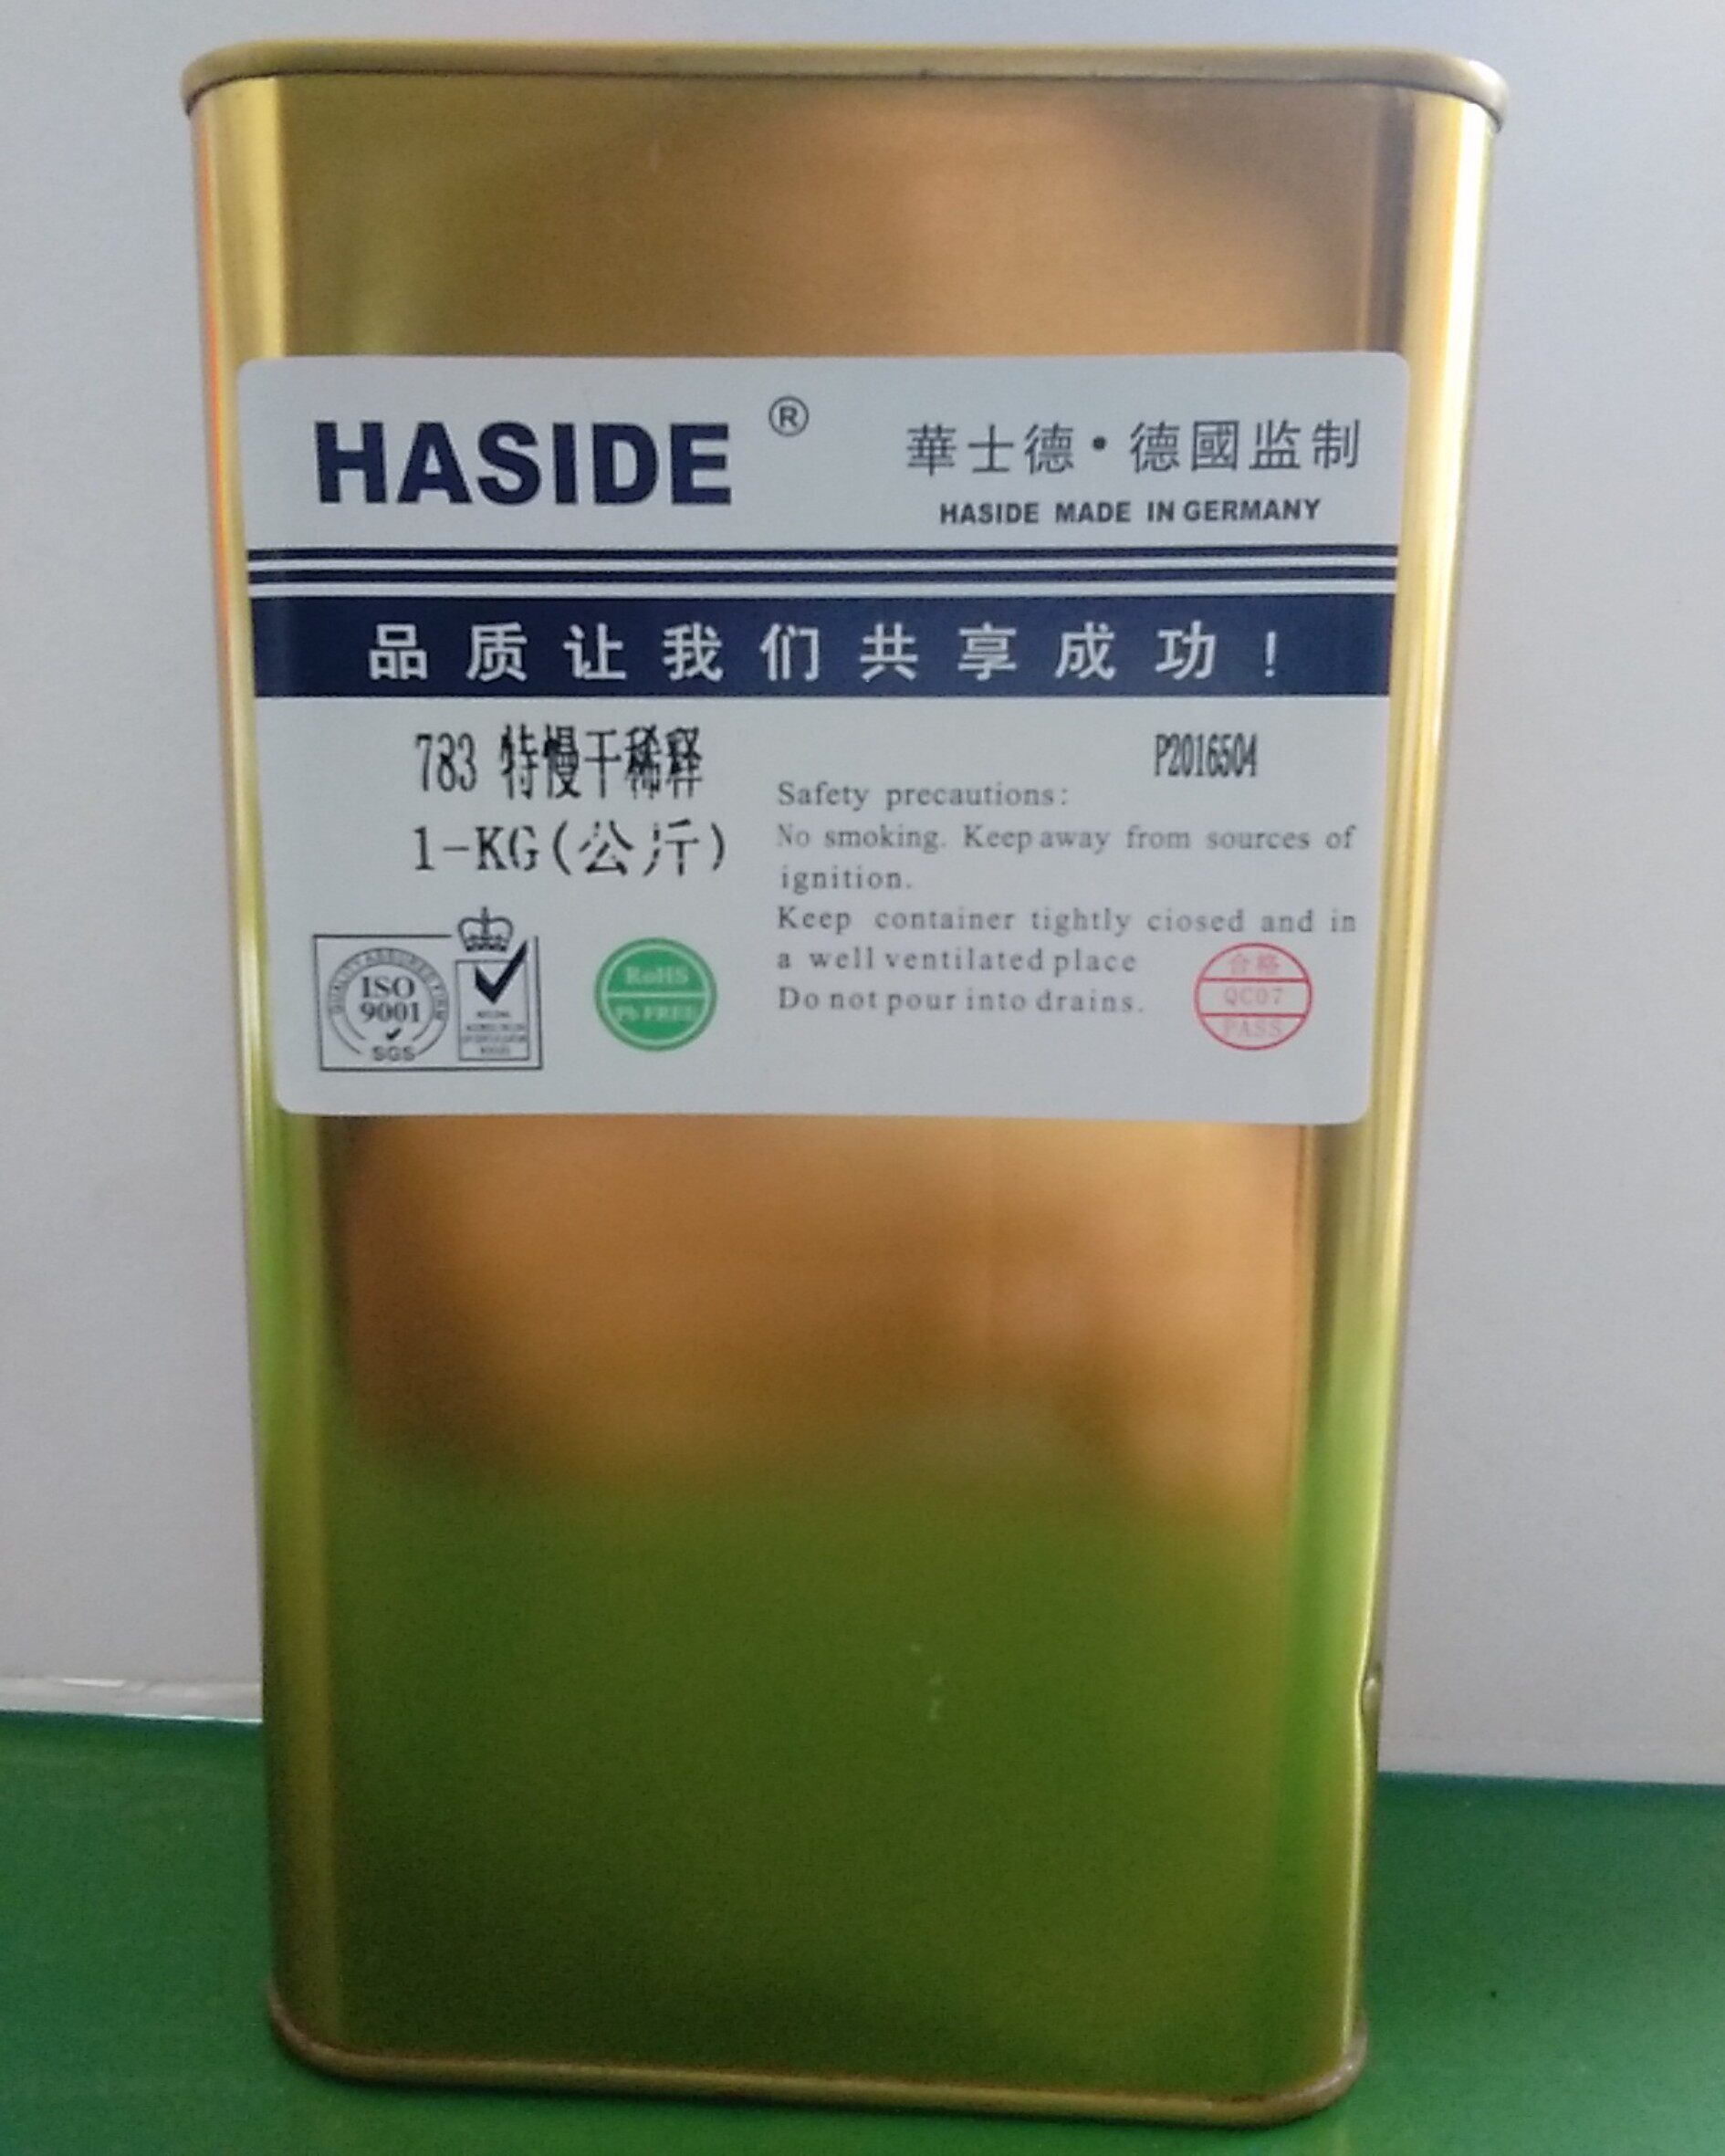 HASIDE ®
華士德·德國监制
HASIDE MADE IN GERMANY
品质让我们共享成功!
783 特慢干稀释
1-KG(公斤)
P2016504
Safety precautions:
No smoking. Keep away from sources of
ignition.
Keep container tightly ciosed and in
a well ventilated place
Do not pour into drains.
QUALITY ASSURED FIRM
ISO
9001
SGS
RoHS
Pb FREE
合格
QC07
PASS